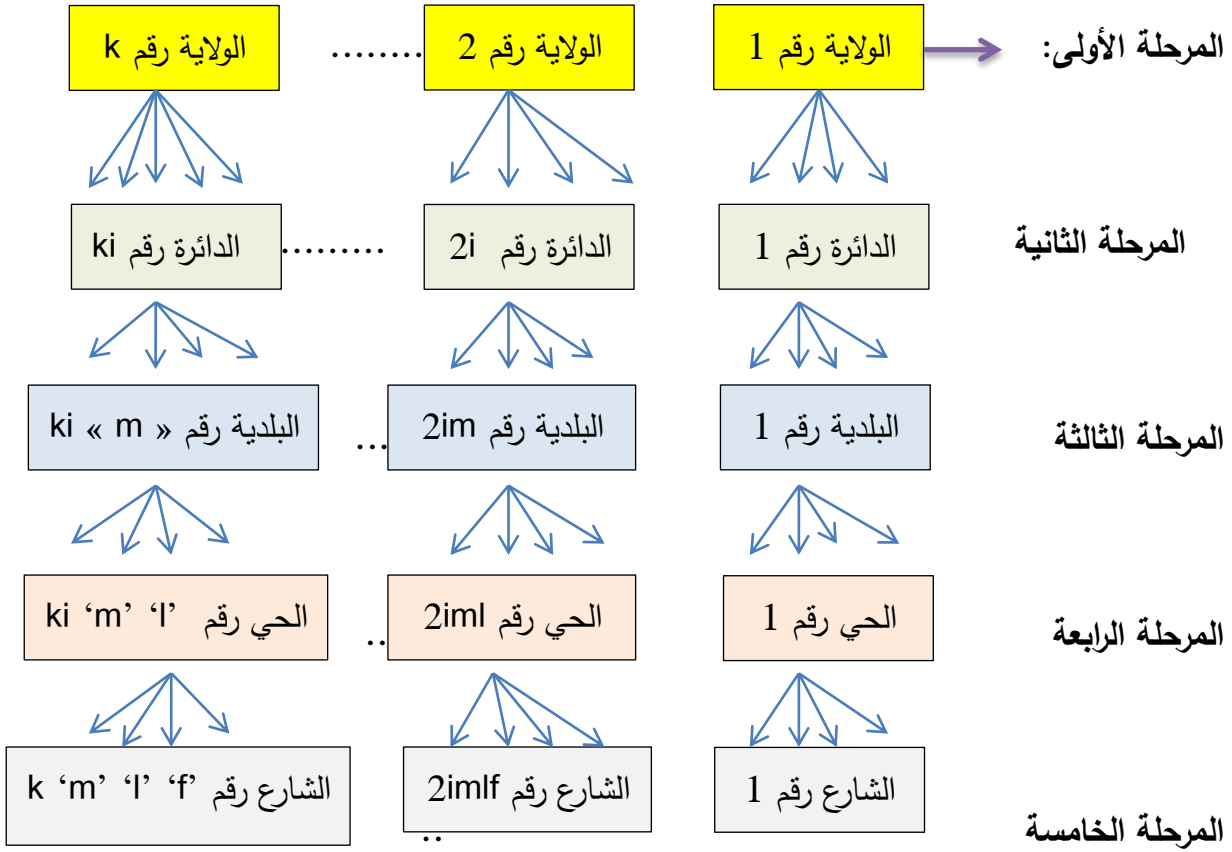 المرحلة الأولى: الولاية رقم 1 الولاية رقم 2 ........ الولاية رقم k
المرحلة الثانية الدائرة رقم 1 الدائرة رقم 2i ......... الدائرة رقم ki
المرحلة الثالثة البلدية رقم 1 البلدية رقم 2im ... البلدية رقم ki « m »
المرحلة الرابعة الحي رقم 1 الحي رقم 2iml .. الحي رقم ki ‘m’ ‘l’
المرحلة الخامسة الشارع رقم 1 الشارع رقم 2imlf .. الشارع رقم k ‘m’ ‘l’ ‘f’